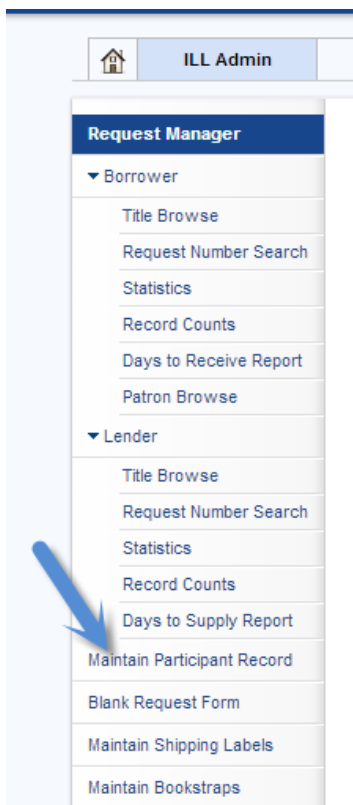 ILL Admin
Request Manager
Borrower
Title Browse
Request Number Search
Statistics
Record Counts
Days to Receive Report
Patron Browse
Lender
Title Browse
Request Number Search
Statistics
Record Counts
Days to Supply Report
Maintain Participant Record
Blank Request Form
Maintain Shipping Labels
Maintain Bookstraps